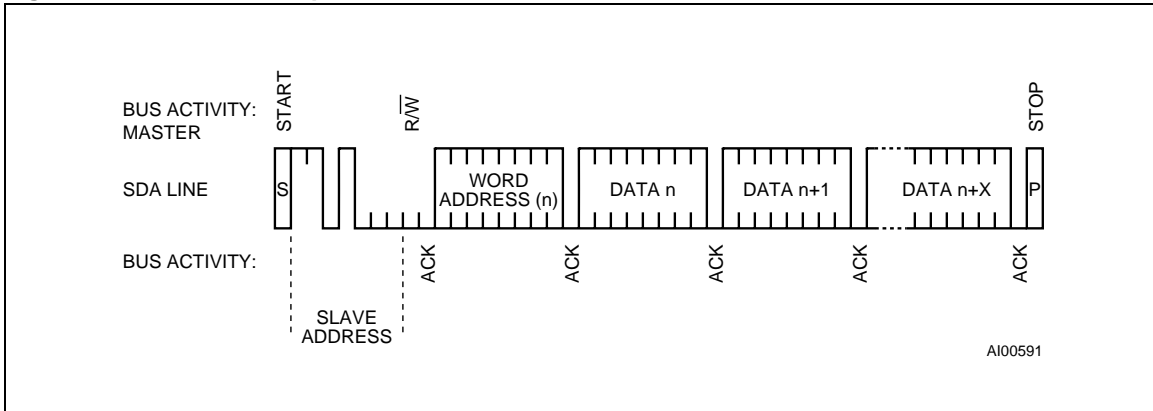 START
R/W
STOP
BUS ACTIVITY:
MASTER
SDA LINE
S
WORD
ADDRESS (n)
DATA n
DATA n+1
DATA n+X
P
BUS ACTIVITY:
ACK
ACK
ACK
ACK
ACK
SLAVE
ADDRESS
AI00591